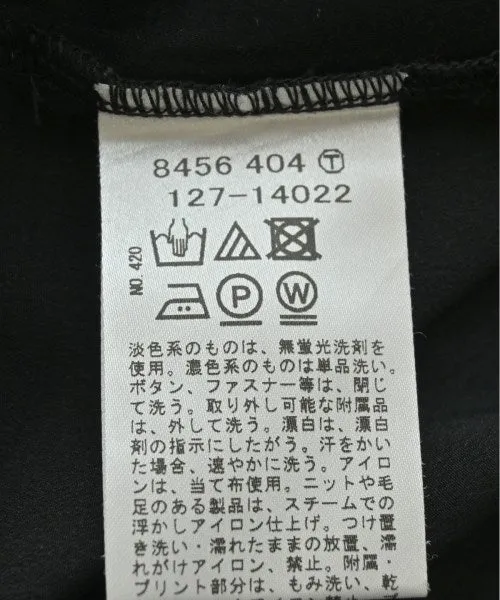 8456 404 Ⓣ
127-14022
NO.420
P W
淡色系のものは、無蛍光洗剤を
使用。濃色系のものは単品洗い。
ボタン、ファスナー等は、閉じ
て洗う。取り外し可能な附属品
は、外して洗う。漂白は、漂白
剤の指示にしたがう。汗をかい
た場合、速やかに洗う。アイロ
ンは、当て布使用。ニットや毛
足のある製品は、スチームでの
浮かしアイロン仕上げ。つけ置
き洗い・濡れたままの放置、濡
れがけアイロン、禁止。附属・
プリント部分は、もみ洗い、乾